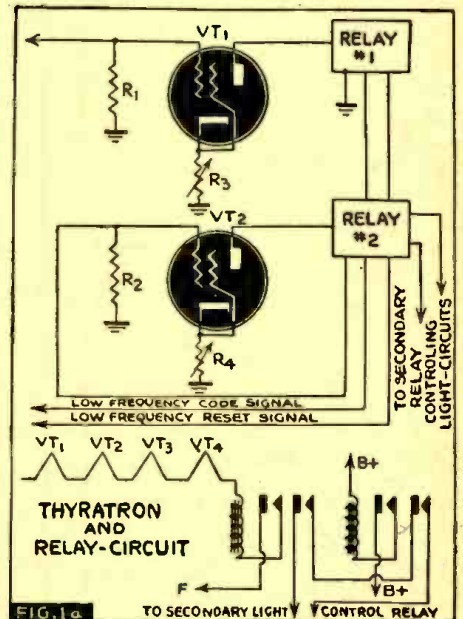 VT1
RELAY
#1
R1
R3
VT2
RELAY
#2
R2
R4
TO SECONDARY
RELAY
CONTROLING
LIGHT-CIRCUITS
LOW FREQUENCY CODE SIGNAL
LOW FREQUENCY RESET SIGNAL
VT1 VT2 VT3 VT4
B+
THYRATRON
AND
RELAY-CIRCUIT
F
B+
TO SECONDARY LIGHT CONTROL RELAY
FIG. 1a